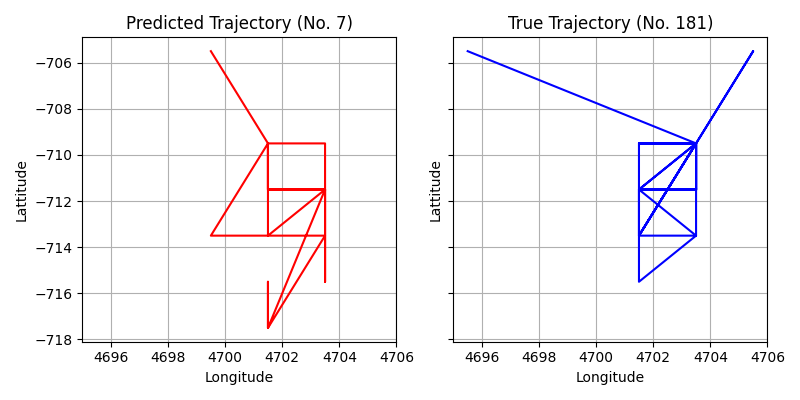 Predicted Trajectory (No. 7)
True Trajectory (No. 181)
−706
−708
−710
−712
−714
−716
−718
Lattitude
Lattitude
4696 4698 4700 4702 4704 4706
4696 4698 4700 4702 4704 4706
Longitude
Longitude